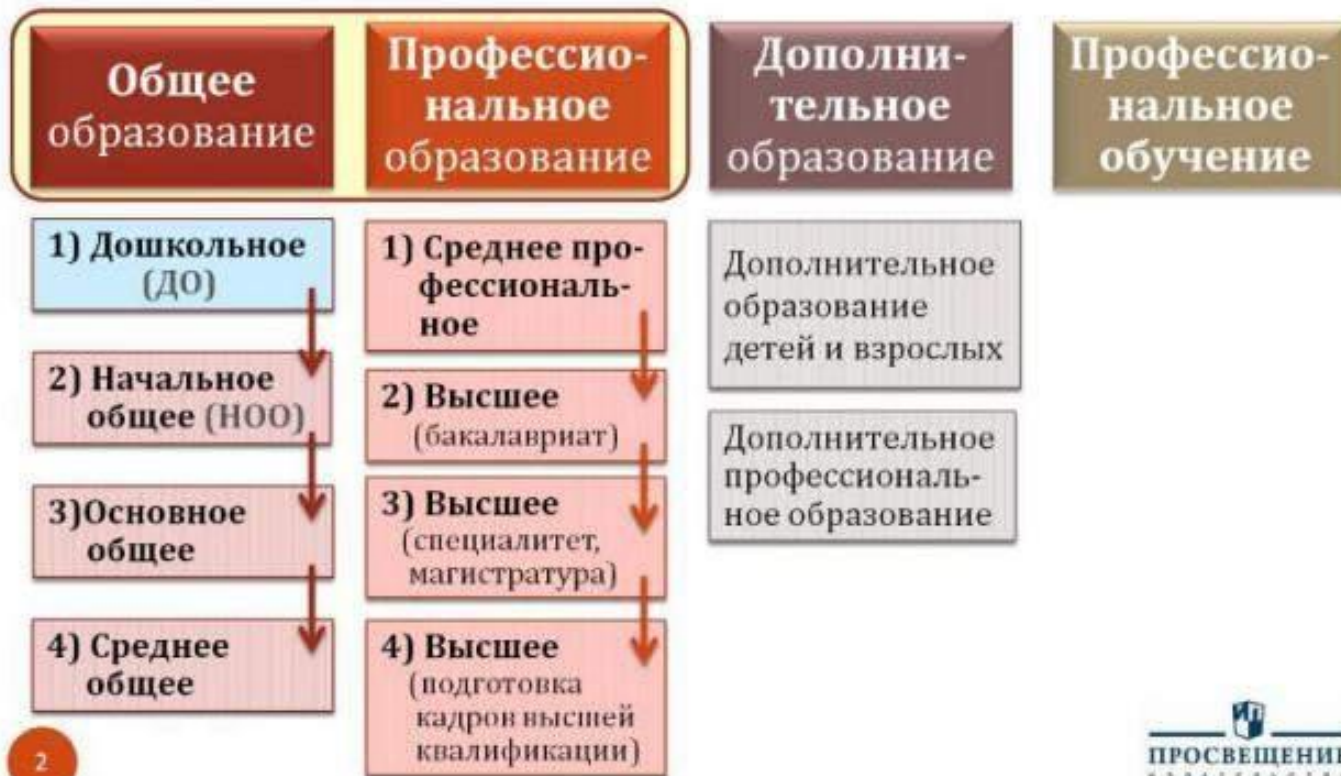 Общее
образование
Профессио-
нальное
образование
Дополни-
тельное
образование
Профессио-
нальное
обучение
1) Дошкольное
(ДО)
2) Начальное
общее (НОО)
3)Основное
общее
4) Среднее
общее
1) Среднее про-
фессиональ-
ное
2) Высшее
(бакалавриат)
3) Высшее
(специалитет,
магистратура)
4) Высшее
(подготовка
кадров высшей
квалификации)
Дополнительное
образование
детей и взрослых
Дополнительное
профессиональ-
ное образование
2
ПРОСВЕЩЕНИЕ